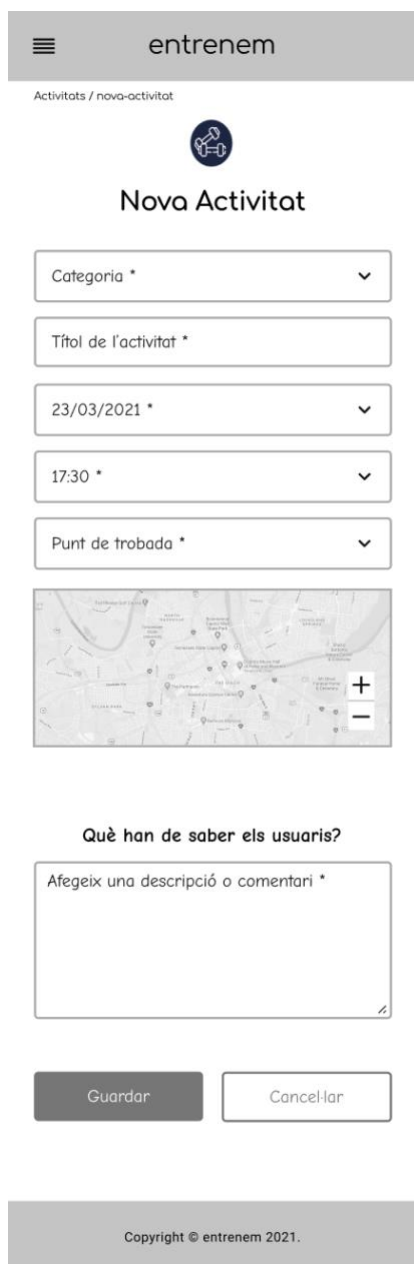 entrenem
Activitats / nova-activitat
Nova Activitat
Categoria *
Títol de l'activitat *
23/03/2021 *
17:30 *
Punt de trobada *
+
−
Què han de saber els usuaris?
Afegeix una descripció o comentari *
Guardar
Cancel·lar
Copyright © entrenem 2021.